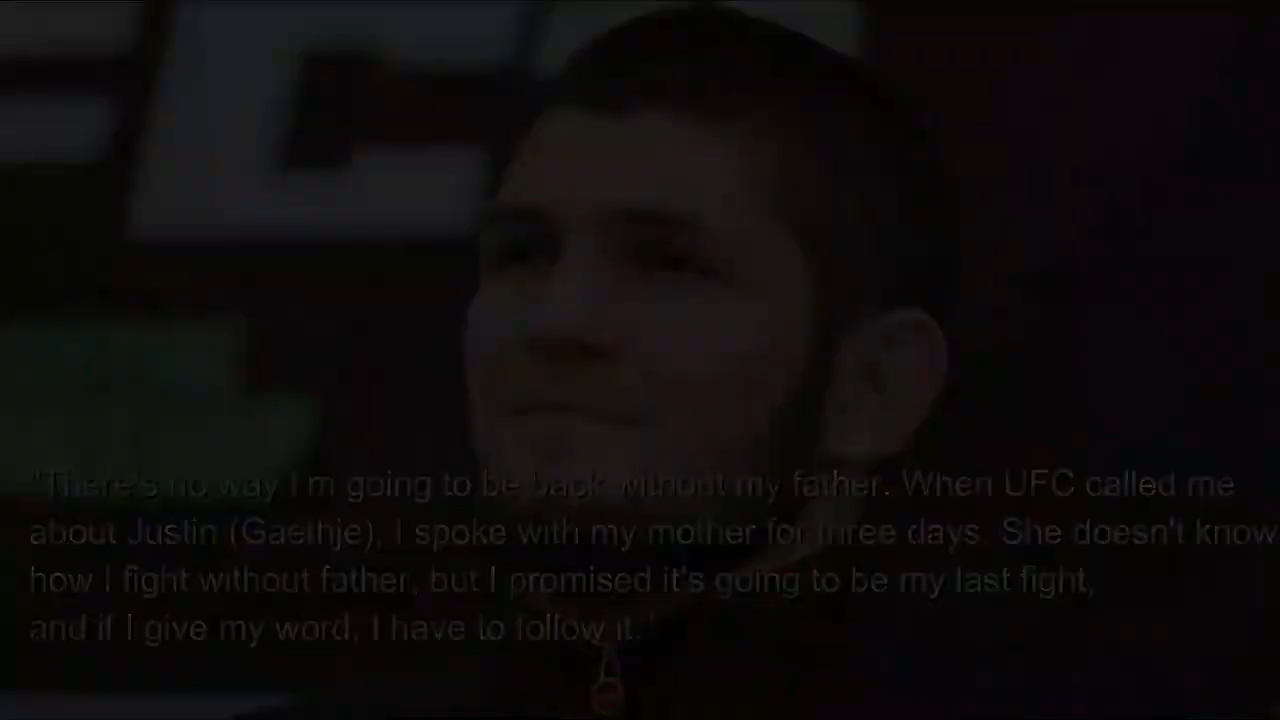 "There's no way I'm going to be back without my father. When UFC called me
about Justin (Gaethje), I spoke with my mother for three days. She doesn't know
how I fight without father, but I promised it's going to be my last fight,
and if I give my word, I have to follow it."